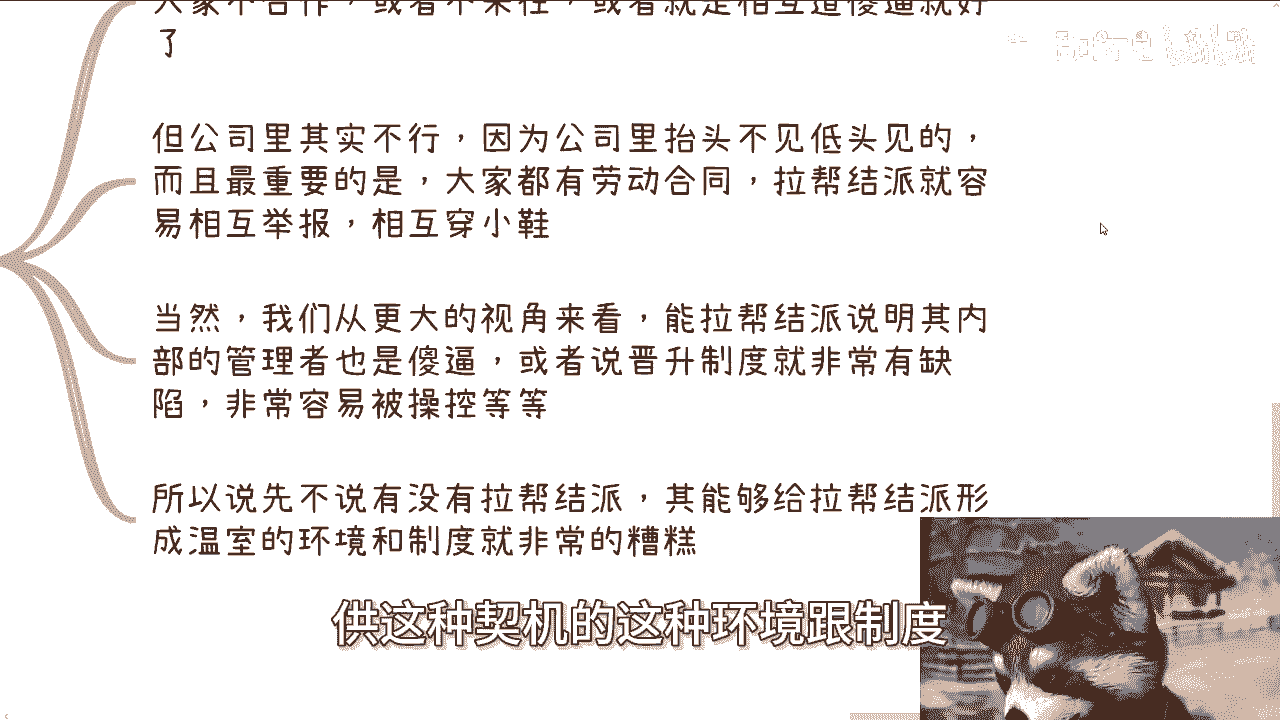 大家不合作，或者不来往，或者就是相互道傻逼就好
了
但公司里其实不行，因为公司里抬头不见低头见的，
而且最重要的是，大家都有劳动合同，拉帮结派就容
易相互举报，相互穿小鞋
当然，我们从更大的视角来看，能拉帮结派说明其内
部的管理者也是傻逼，或者说晋升制度就非常有缺
陷，非常容易被操控等等
所以说先不说有没有拉帮结派，其能够给拉帮结派形
成温室的环境和制度就非常的糟糕
供这种契机的这种环境跟制度